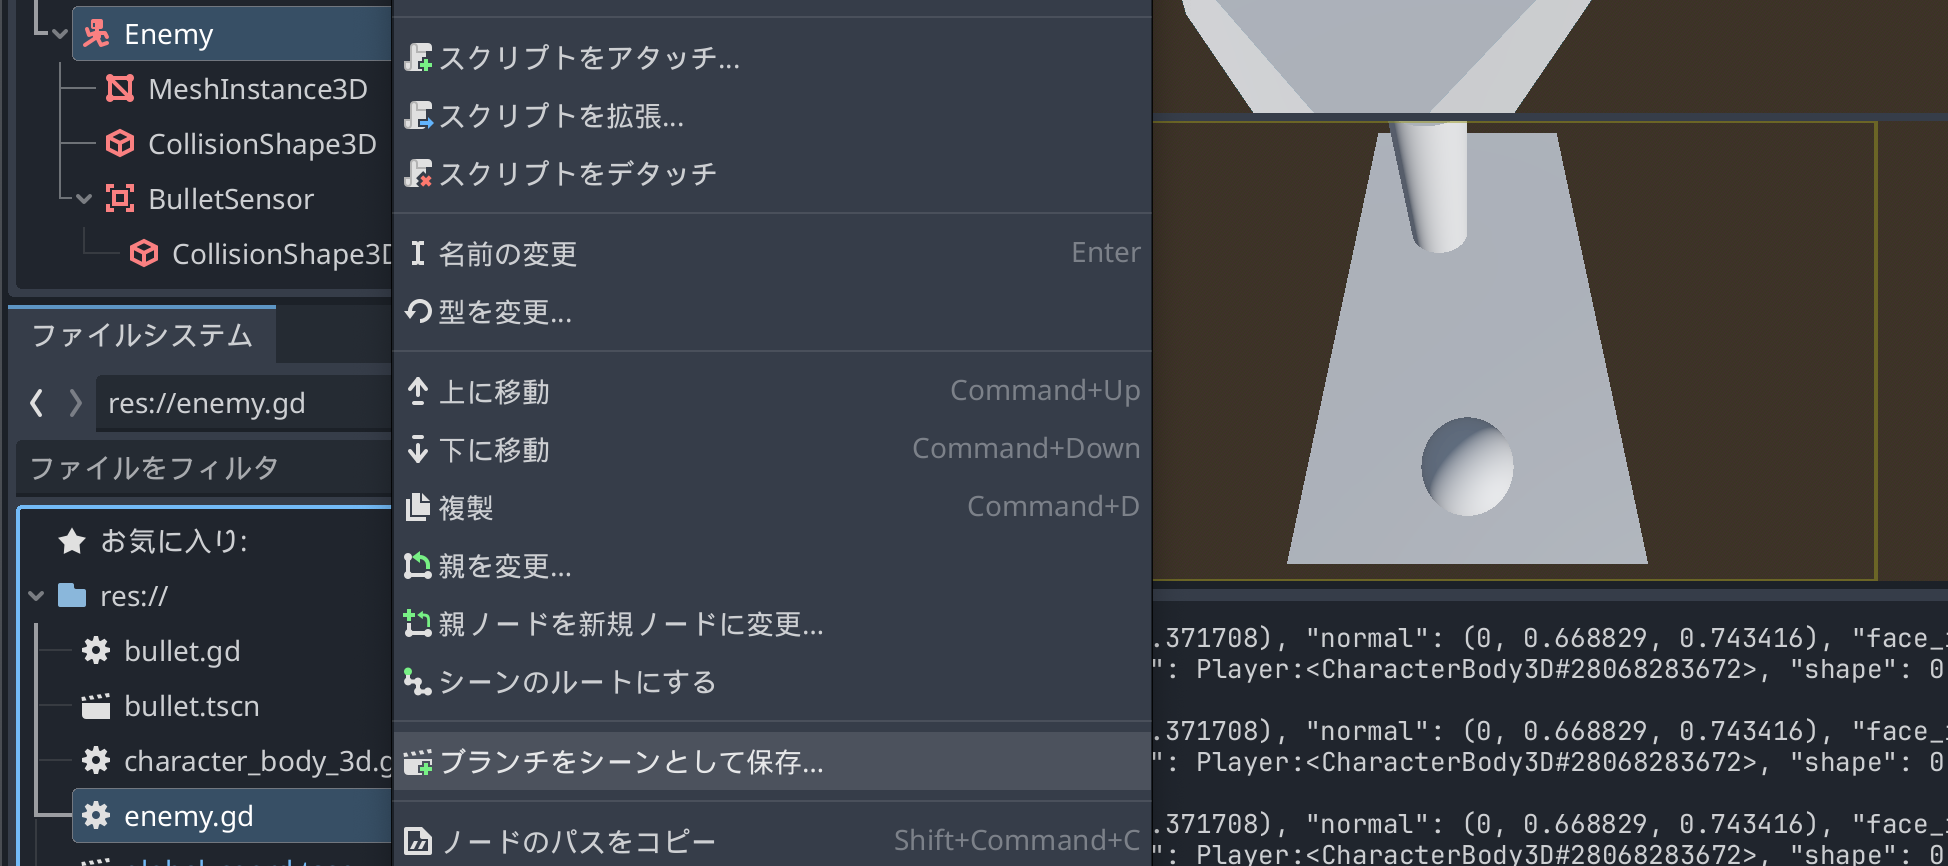 Enemy
MeshInstance3D
CollisionShape3D
BulletSensor
CollisionShape3D
ファイルシステム
res://enemy.gd
ファイルをフィルタ
お気に入り:
res://
bullet.gd
bullet.tscn
character_body_3d.g
enemy.gd
スクリプトをアタッチ...
スクリプトを拡張...
スクリプトをデタッチ
名前の変更 Enter
型を変更...
上に移動 Command+Up
下に移動 Command+Down
複製 Command+D
親を変更...
親ノードを新規ノードに変更...
シーンのルートにする
ブランチをシーンとして保存...
ノードのパスをコピー Shift+Command+C
.371708), "normal": (0, 0.668829, 0.743416), "face_
": Player:<CharacterBody3D#28068283672>, "shape": 0
.371708), "normal": (0, 0.668829, 0.743416), "face_
": Player:<CharacterBody3D#28068283672>, "shape": 0
.371708), "normal": (0, 0.668829, 0.743416), "face_
": Player:<CharacterBody3D#28068283672>, "shape": 0